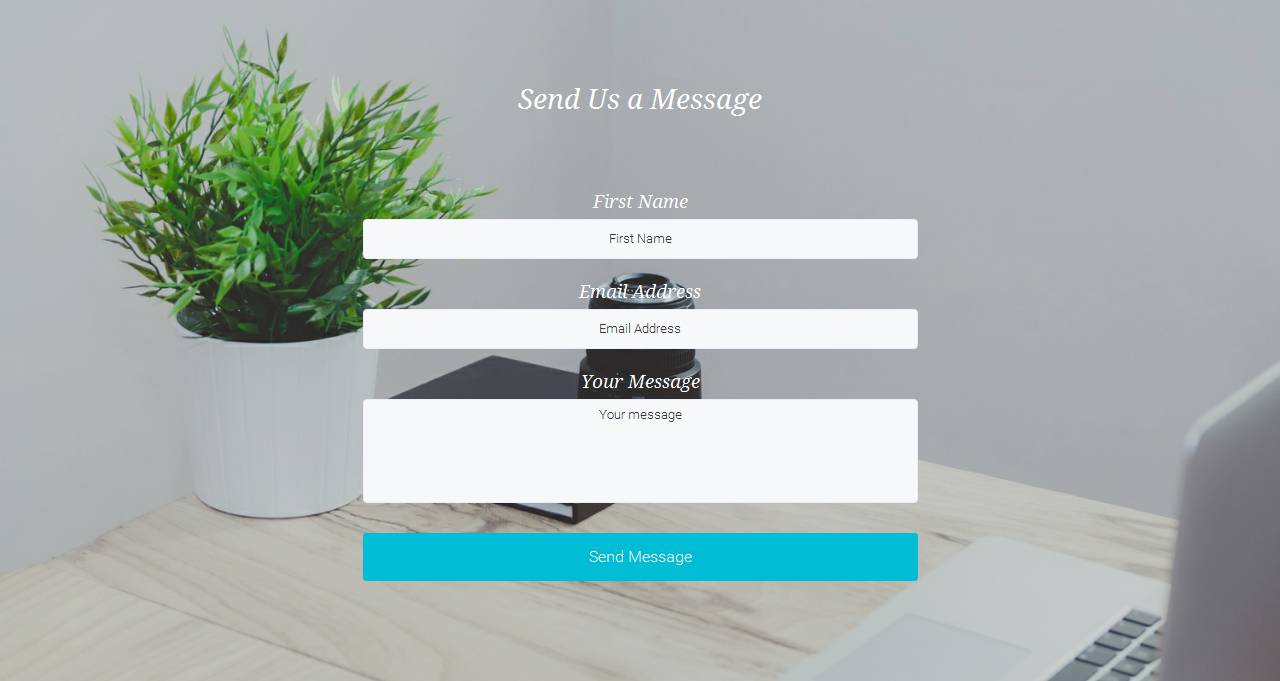 Send Us a Message
First Name
First Name
Email Address
Email Address
Your Message
Your message
Send Message